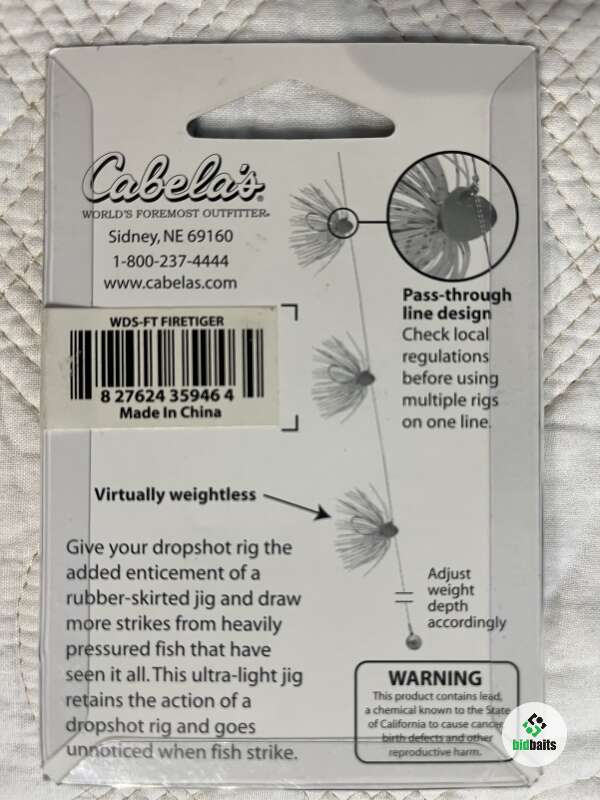 Cabela's®
WORLD'S FOREMOST OUTFITTER®
Sidney, NE 69160
1-800-237-4444
www.cabelas.com
WDS-FT FIRETIGER
8 27624 35946 4
Made In China
Pass-through
line design
Check local
regulations
before using
multiple rigs
on one line.
Virtually weightless
Give your dropshot rig the
added enticement of a
rubber-skirted jig and draw
more strikes from heavily
pressured fish that have
seen it all. This ultra-light jig
retains the action of a
dropshot rig and goes
unnoticed when fish strike.
Adjust
weight
depth
accordingly
WARNING
This product contains lead,
a chemical known to the State
of California to cause cancer,
birth defects and other
reproductive harm.
bidbaits